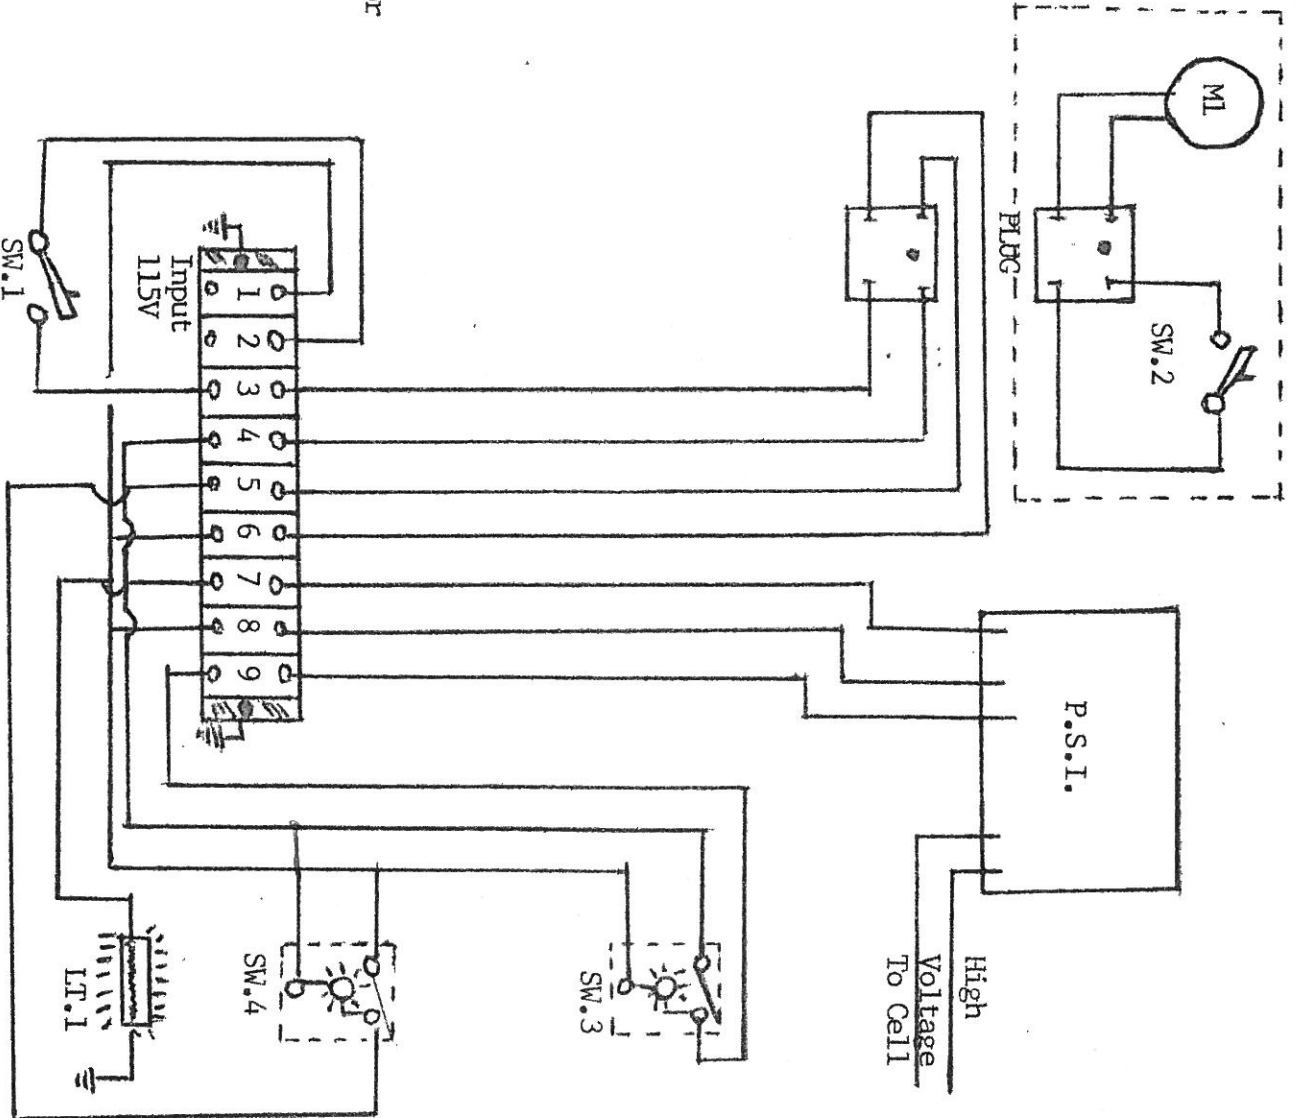 M1
PLUG
SW.2
Input
115V
SW.1
1
2
3
4
5
6
7
8
9
P.S.I.
High
Voltage
To Cell
SW.3
SW.4
LT.1